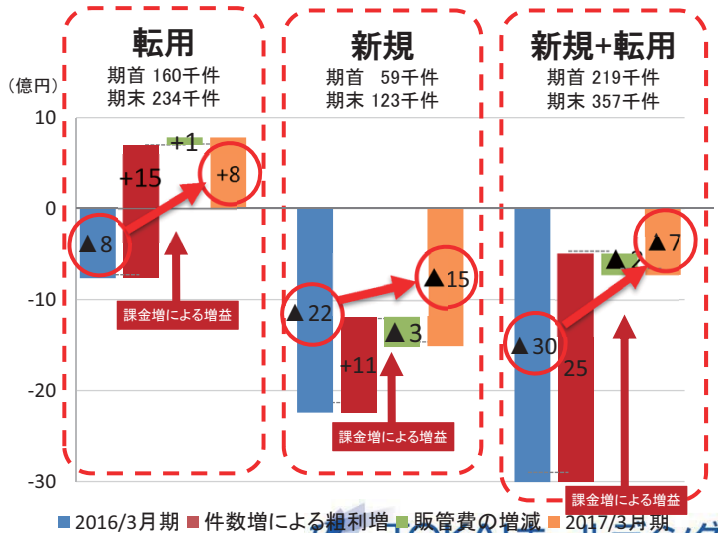 転用
期首 160千件
期末 234千件
新規
期首 59千件
期末 123千件
新規+転用
期首 219千件
期末 357千件
(億円)
10
0
-10
-20
-30
▲ 8
+15
+1
+8
課金増による増益
▲ 22
+11
▲ 3
▲ 15
課金増による増益
▲ 30
25
▲ 2
▲ 7
課金増による増益
2016/3月期 件数増による粗利増 販管費の増減 2017/3月期